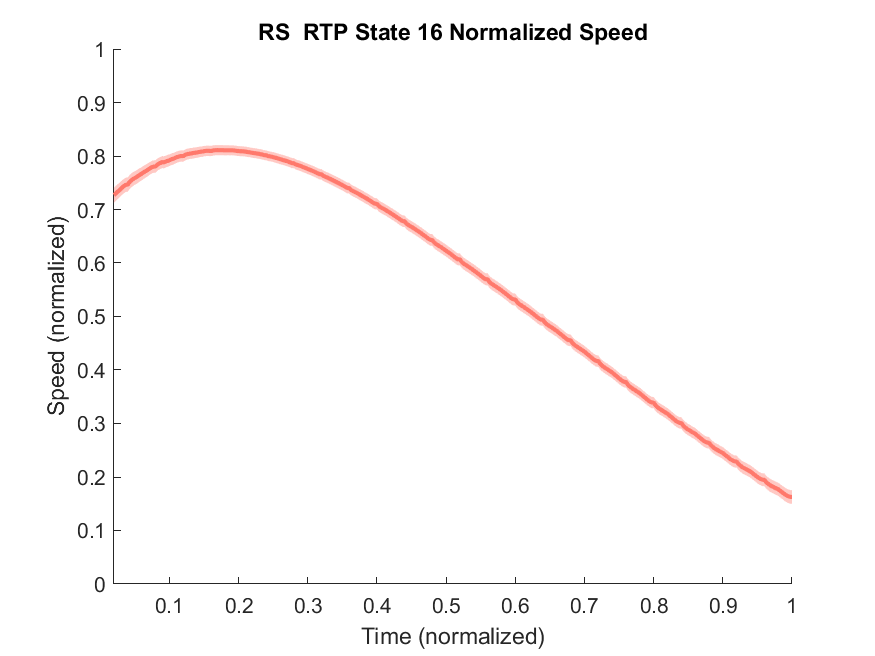 RS  RTP State 16 Normalized Speed
1
0.9
0.8
0.7
0.6
0.5
0.4
0.3
0.2
0.1
0
Speed (normalized)
0.1 0.2 0.3 0.4 0.5 0.6 0.7 0.8 0.9 1
Time (normalized)